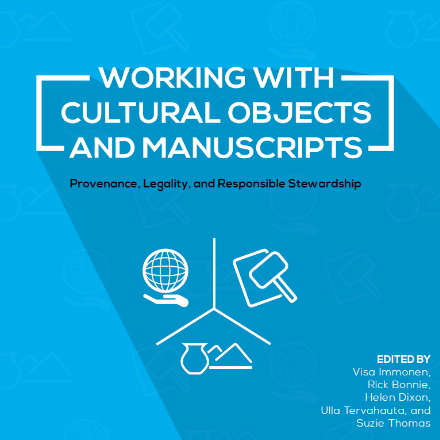 WORKING WITH
CULTURAL OBJECTS
AND MANUSCRIPTS
Provenance, Legality, and Responsible Stewardship
EDITED BY
Visa Immonen,
Rick Bonnie,
Helen Dixon,
Ulla Tervahauta, and
Suzie Thomas